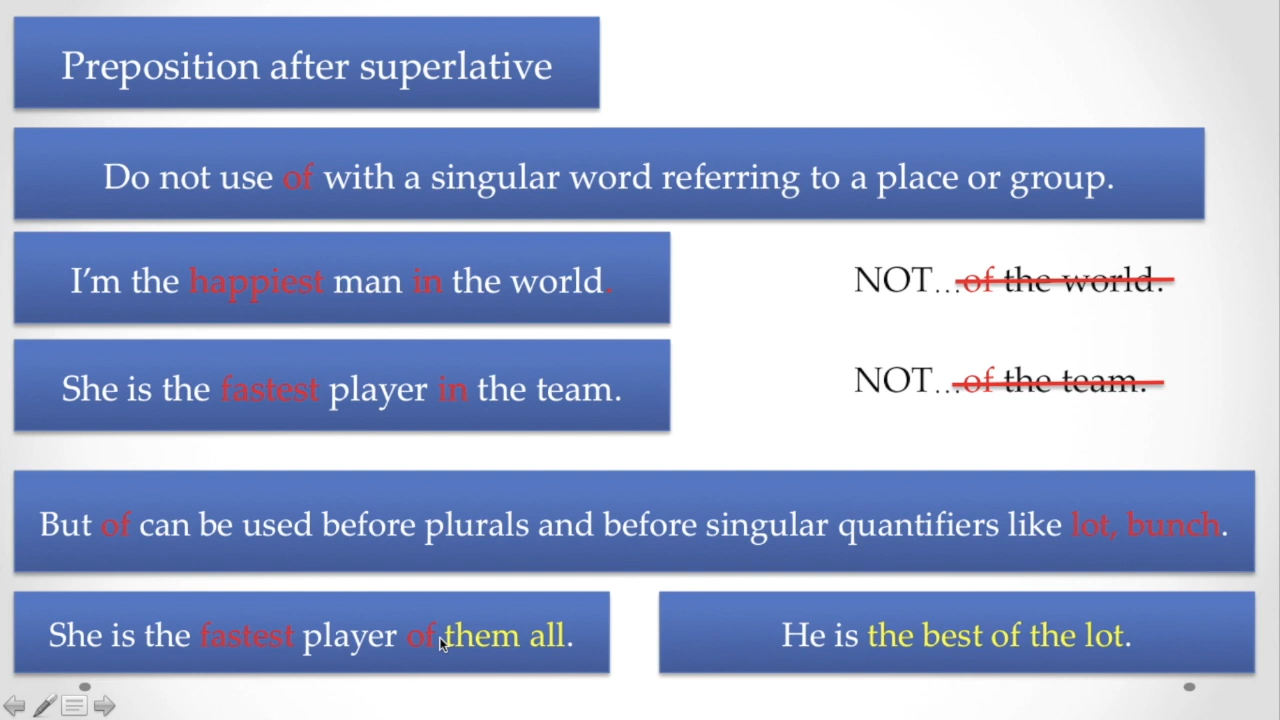 Preposition after superlative
Do not use of with a singular word referring to a place or group.
I'm the happiest man in the world.
NOT...of the world.
She is the fastest player in the team.
NOT...of the team.
But of can be used before plurals and before singular quantifiers like lot, bunch.
She is the fastest player of them all.
He is the best of the lot.